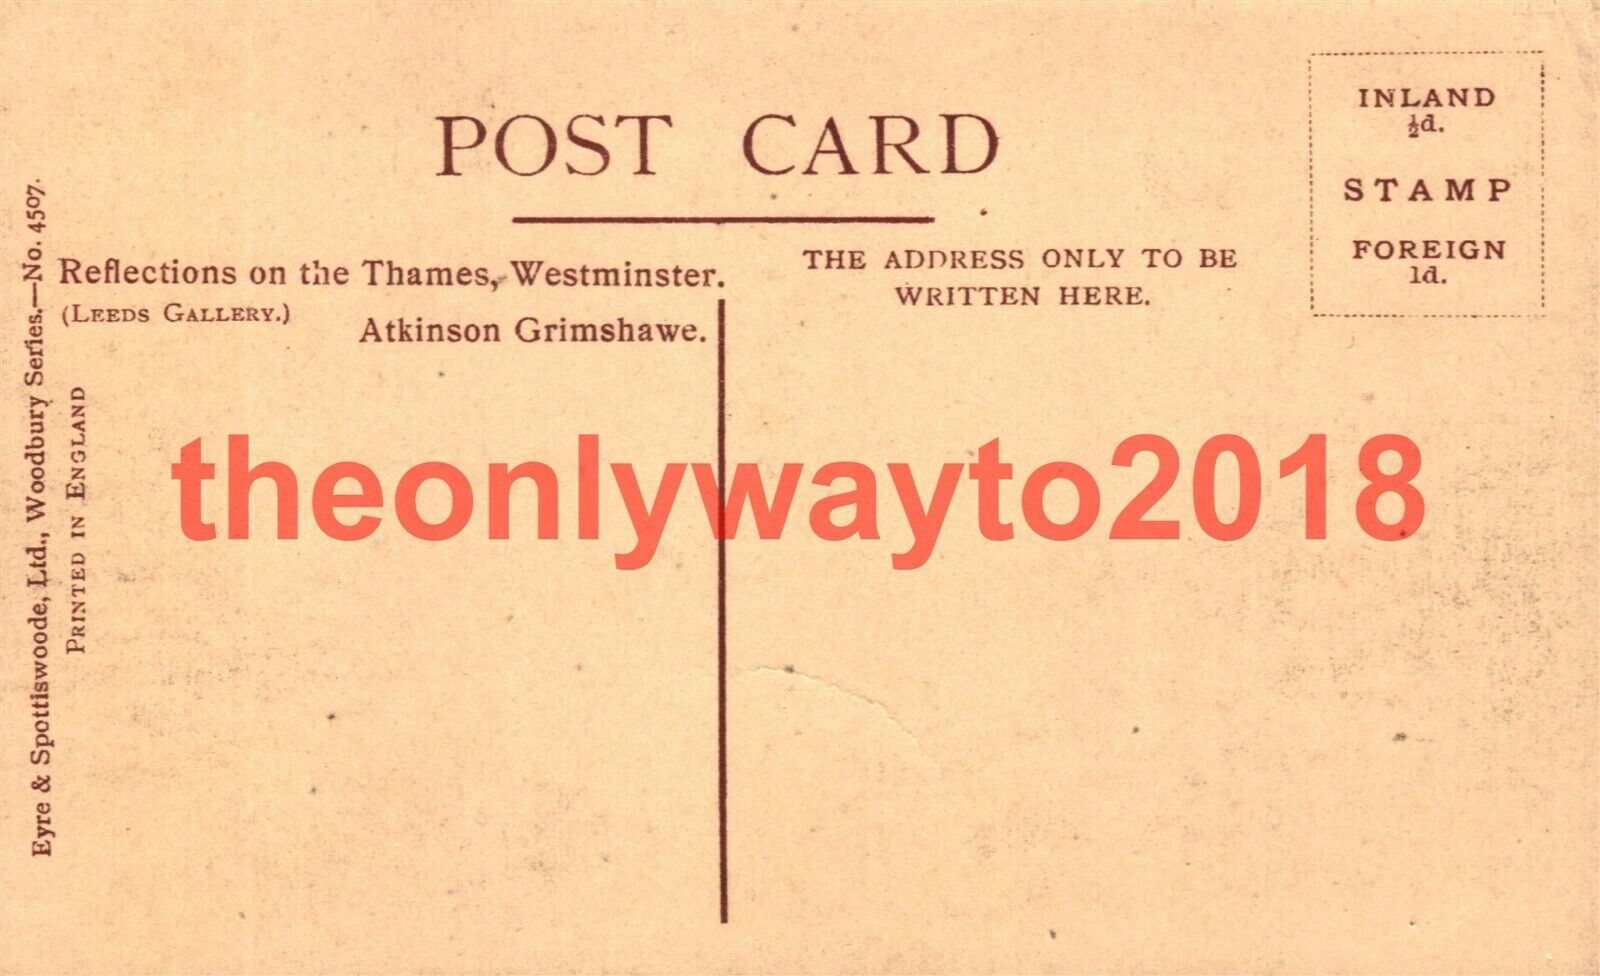 POST CARD
INLAND
½d.
STAMP
FOREIGN
1d.
Reflections on the Thames, Westminster.
(Leeds Gallery.)
Atkinson Grimshawe.
THE ADDRESS ONLY TO BE
WRITTEN HERE.
Eyre & Spottiswoode, Ltd., Woodbury Series.—No. 4507.
Printed in England
theonlywayto2018